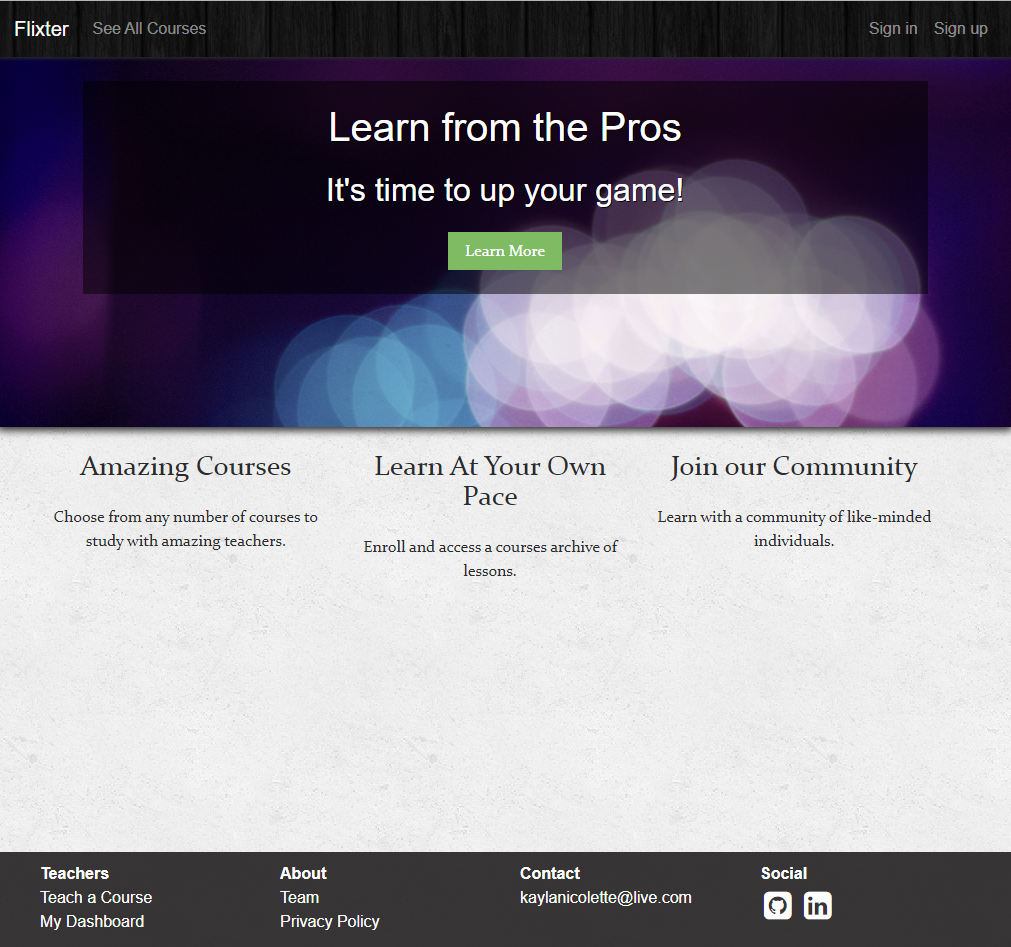 Flixter See All Courses Sign in Sign up
Learn from the Pros
It's time to up your game!
Learn More
Amazing Courses
Choose from any number of courses to
study with amazing teachers.
Learn At Your Own
Pace
Enroll and access a courses archive of
lessons.
Join our Community
Learn with a community of like-minded
individuals.
Teachers
Teach a Course
My Dashboard
About
Team
Privacy Policy
Contact
kaylanicolette@live.com
Social
in